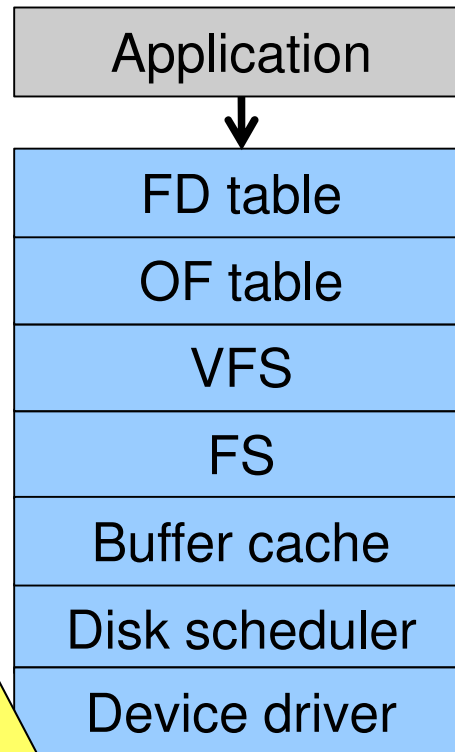 Application
FD table
OF table
VFS
FS
Buffer cache
Disk scheduler
Device driver